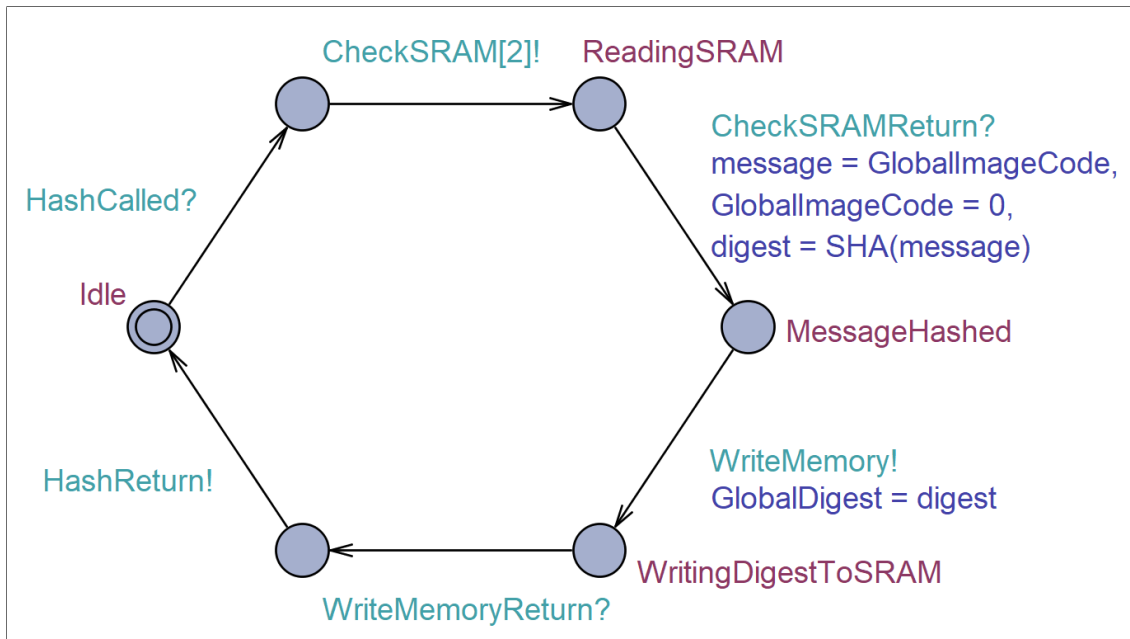 CheckSRAM[2]!
ReadingSRAM
CheckSRAMReturn?
message = GlobalImageCode,
GlobalImageCode = 0,
digest = SHA(message)
HashCalled?
Idle
MessageHashed
HashReturn!
WriteMemory!
GlobalDigest = digest
WritingDigestToSRAM
WriteMemoryReturn?